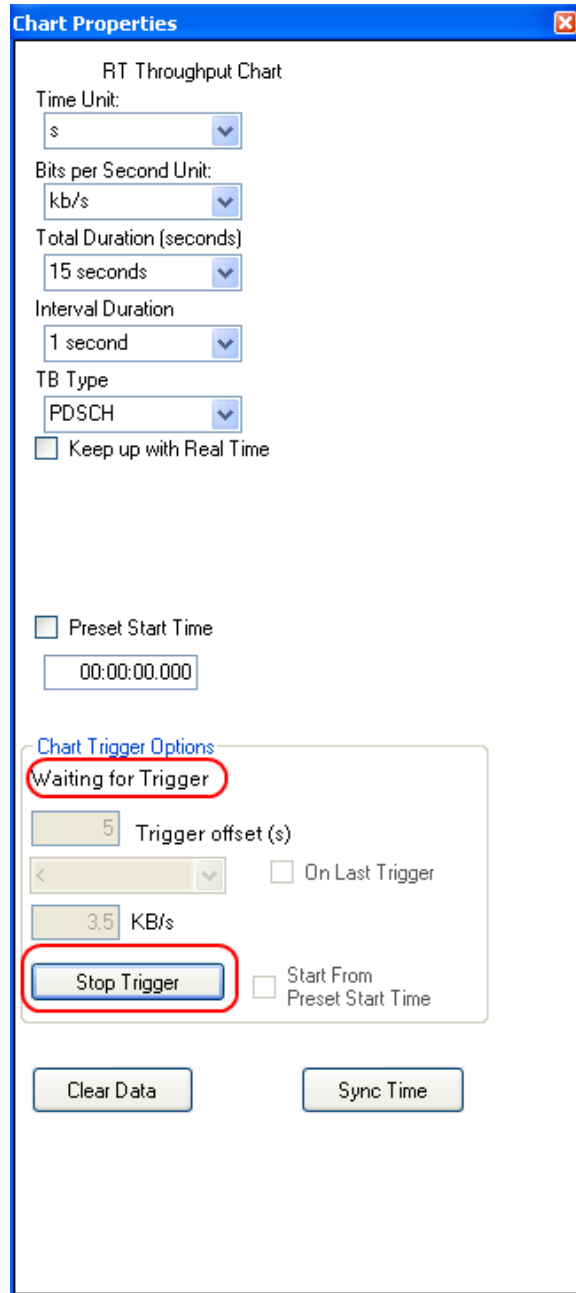 Chart Properties
RT Throughput Chart
Time Unit:
s
Bits per Second Unit:
kb/s
Total Duration (seconds)
15 seconds
Interval Duration
1 second
TB Type
PDSCH
Keep up with Real Time
Preset Start Time
00:00:00.000
Chart Trigger Options
Waiting for Trigger
5 Trigger offset (s)
< On Last Trigger
3.5 KB/s
Stop Trigger
Start From
Preset Start Time
Clear Data Sync Time